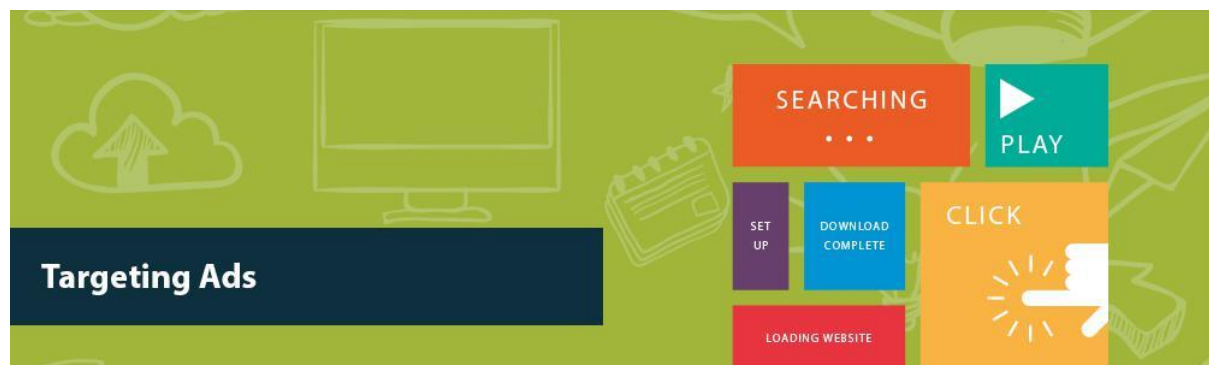 Targeting Ads
SEARCHING
...
PLAY
SET
UP
DOWNLOAD
COMPLETE
CLICK
LOADING WEBSITE